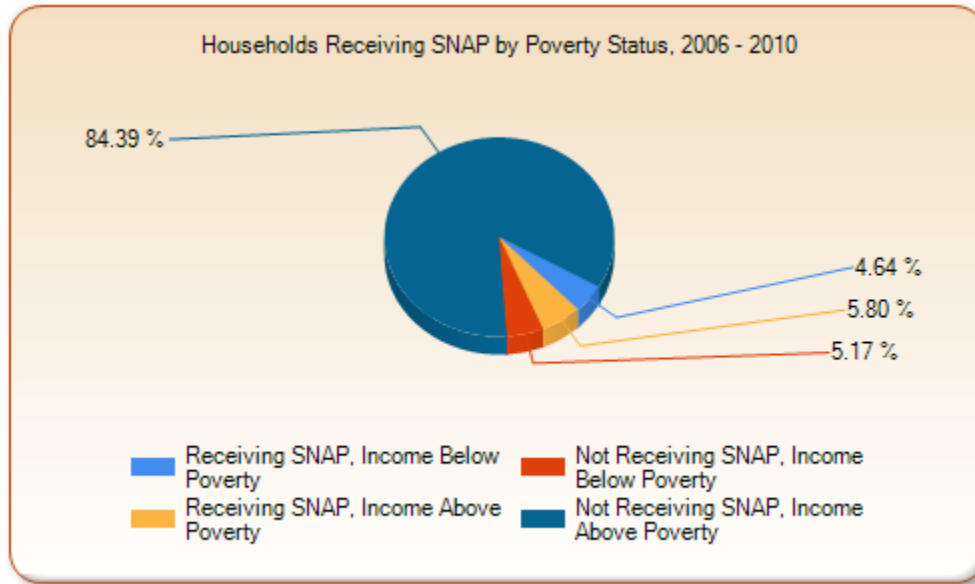 Households Receiving SNAP by Poverty Status, 2006 - 2010
84.39 %
4.64 %
5.80 %
5.17 %
Receiving SNAP, Income Below
Poverty
Not Receiving SNAP, Income
Below Poverty
Receiving SNAP, Income Above
Poverty
Not Receiving SNAP, Income
Above Poverty